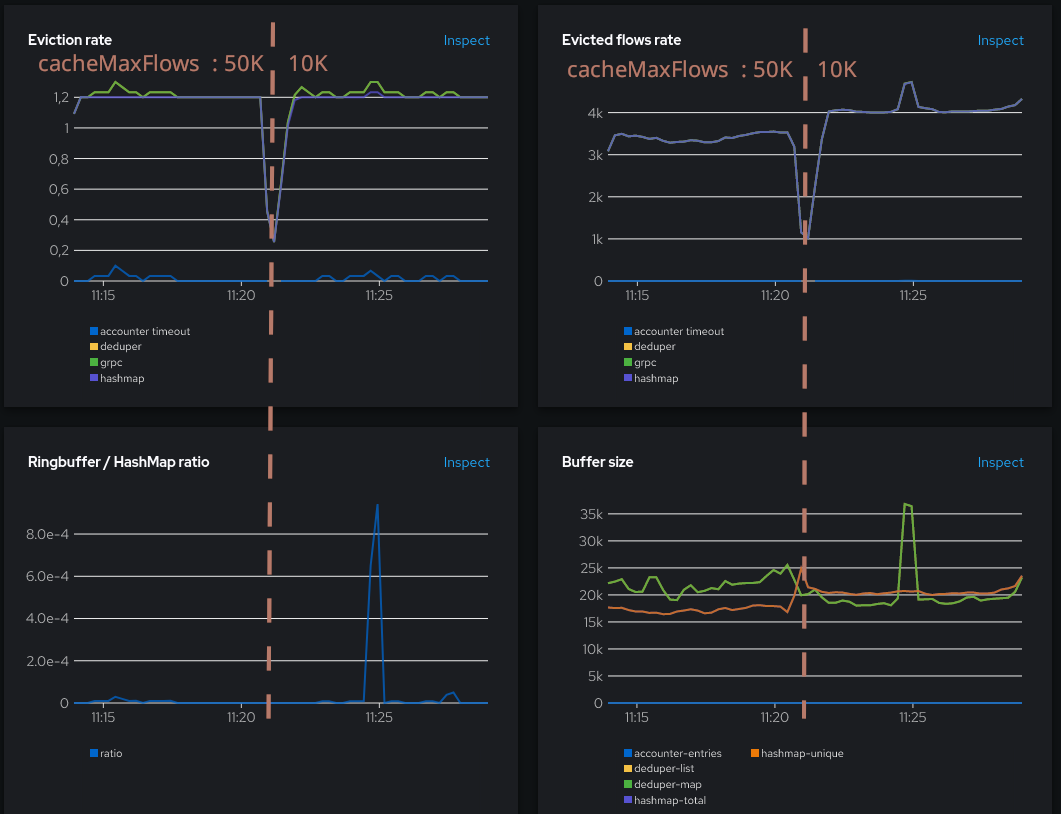 Eviction rate
Inspect
cacheMaxFlows : 50K 10K
1,2
1
0,8
0,6
0,4
0,2
0
11:15 11:20 11:25
accounter timeout
deduper
grpc
hashmap
Evicted flows rate
Inspect
cacheMaxFlows : 50K 10K
4k
3k
2k
1k
0
11:15 11:20 11:25
accounter timeout
deduper
grpc
hashmap
Ringbuffer / HashMap ratio
Inspect
8.0e-4
6.0e-4
4.0e-4
2.0e-4
0
11:15 11:20 11:25
ratio
Buffer size
Inspect
35k
30k
25k
20k
15k
10k
5k
0
11:15 11:20 11:25
accounter-entries hashmap-unique
deduper-list
deduper-map
hashmap-total